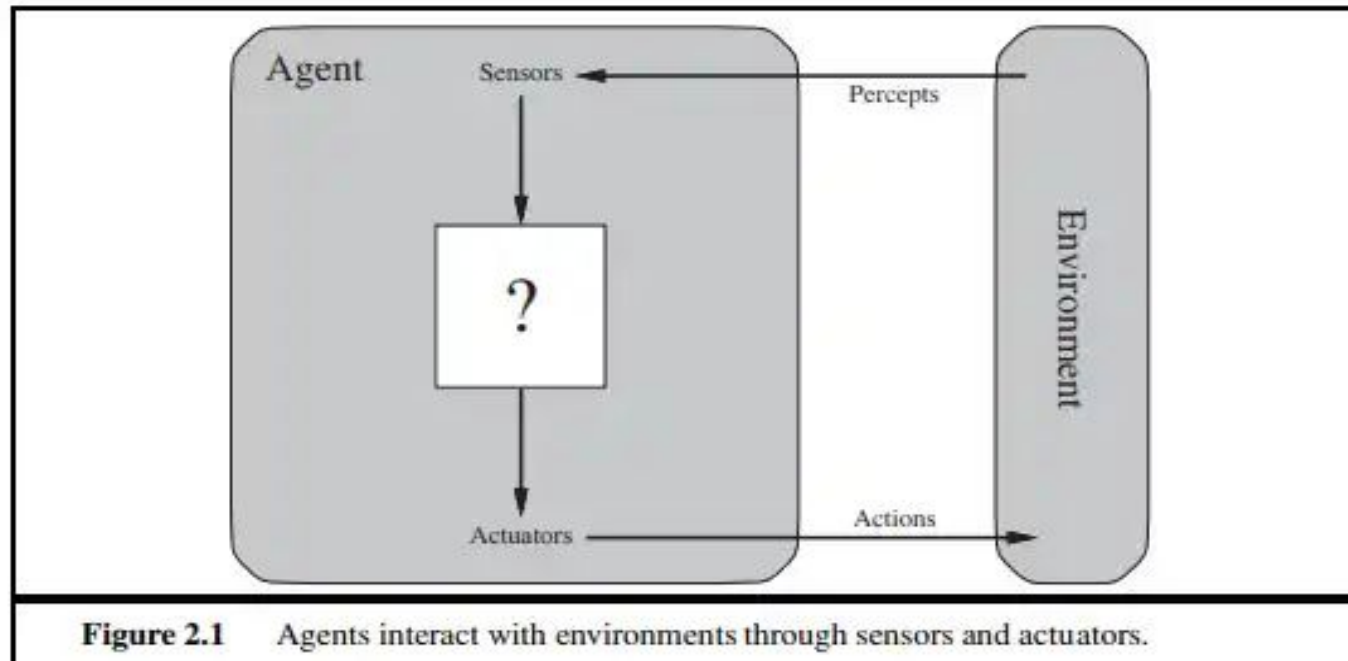 Agent
Sensors
Percepts
?
Environment
Actuators
Actions
Figure 2.1 Agents interact with environments through sensors and actuators.